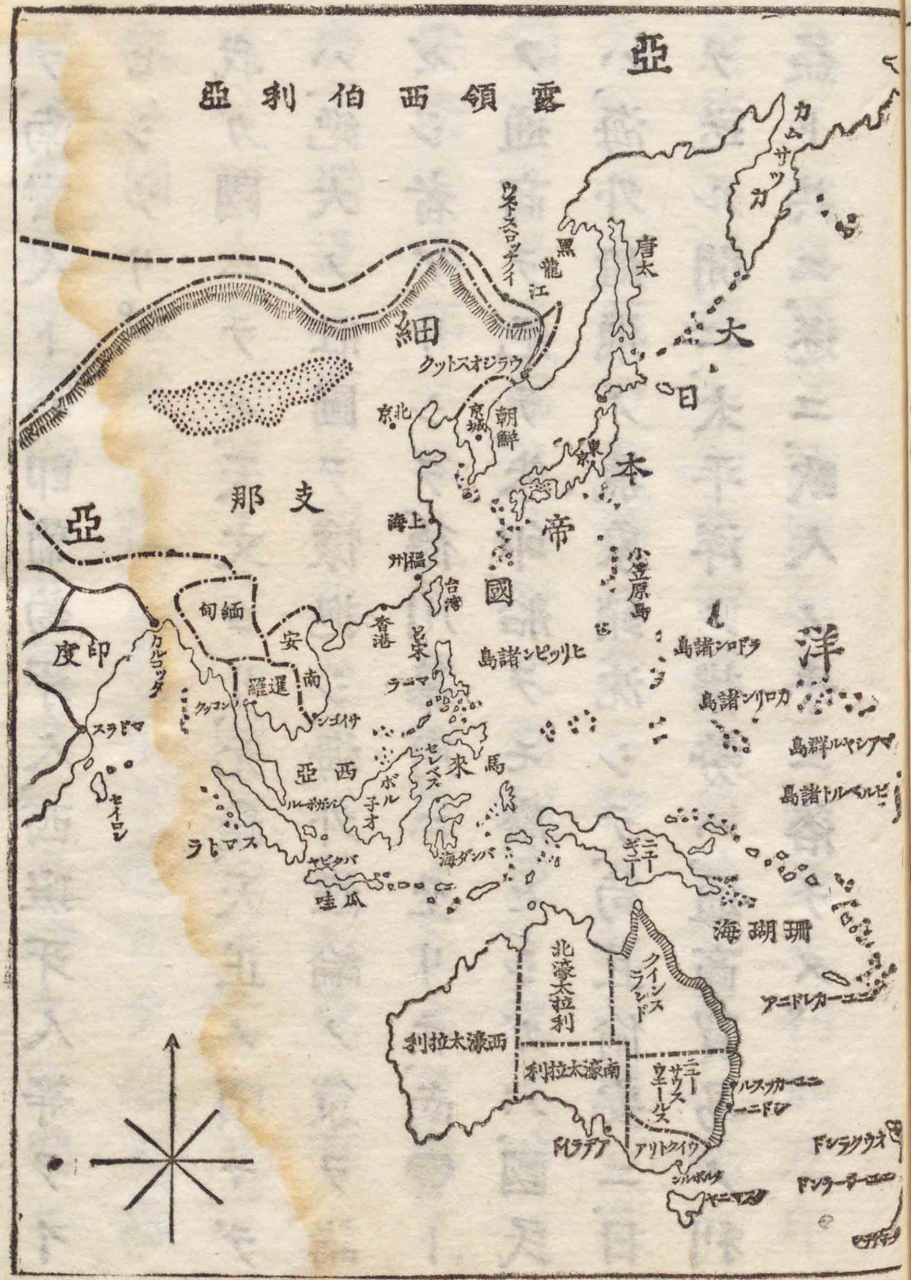 亞
露領西伯利亞
カムサッカ
カ
唐太
黑龍江
細
大
日
本
帝
國
ウラジオストック
朝鮮
京城
北京
東京
支那
亞
上海
福州
台湾
小笠原島
香港
呂宋
マニラ
緬甸
安
南
暹羅
印度
カルコッタ
マドラス
セイロン
サイゴン
ヒリッピン諸島
ラドロン諸島
洋
カロリン諸島
マアシヤル群島
ギルベルト諸島
馬
來
西
亞
セレベス
ボル子オ
スマトラ
バタビヤ
瓜哇
バンダ海
ニューギニー
珊瑚海
ニューカレドニア
北濠太拉利
クインスランド
西濠太拉利
南濠太拉利
ニューサウスウエールス
ニューカッスル
シドニー
アデライド
ウイクトリア
メルボルン
タスマニヤ
オウクランド
ニュージーランド